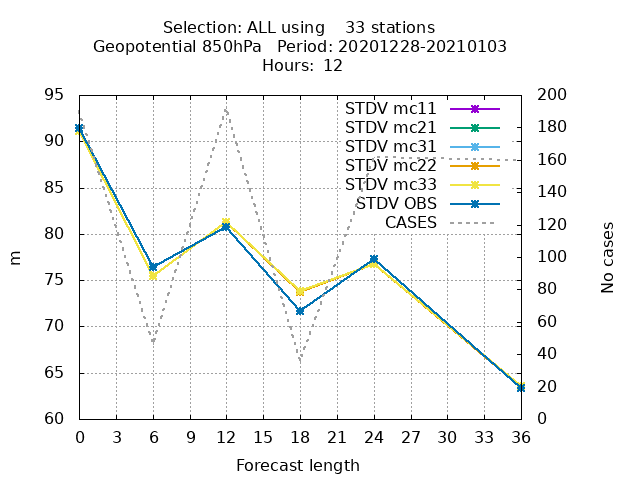 Selection: ALL using    33 stations
Geopotential 850hPa   Period: 20201228-20210103
Hours:  12
95
90
85
80
75
70
65
60
200
180
160
140
120
100
80
60
40
20
0
STDV mc11
STDV mc21
STDV mc31
STDV mc22
STDV mc33
STDV OBS
CASES
m
No cases
0 3 6 9 12 15 18 21 24 27 30 33 36
Forecast length